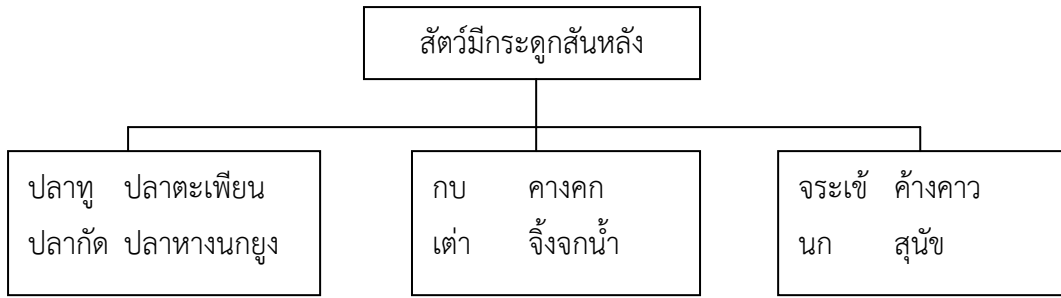 สัตว์มีกระดูกสันหลัง
ปลาทู ปลาตะเพียน
ปลากัด ปลาหางนกยูง
กบ คางคก
เต่า จิ้งจกน้ำ
จระเข้ ค้างคาว
นก สุนัข